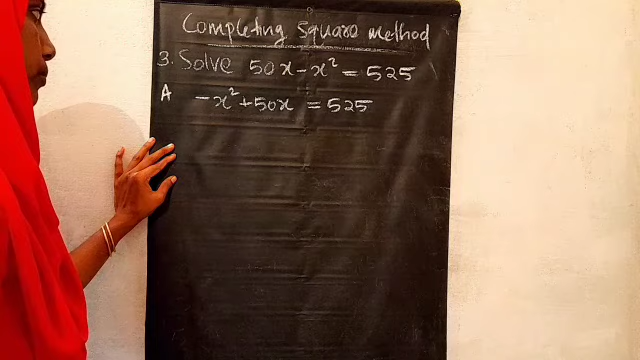 Completing Square method
3. Solve 50x - x² = 525
A -x² + 50x = 525